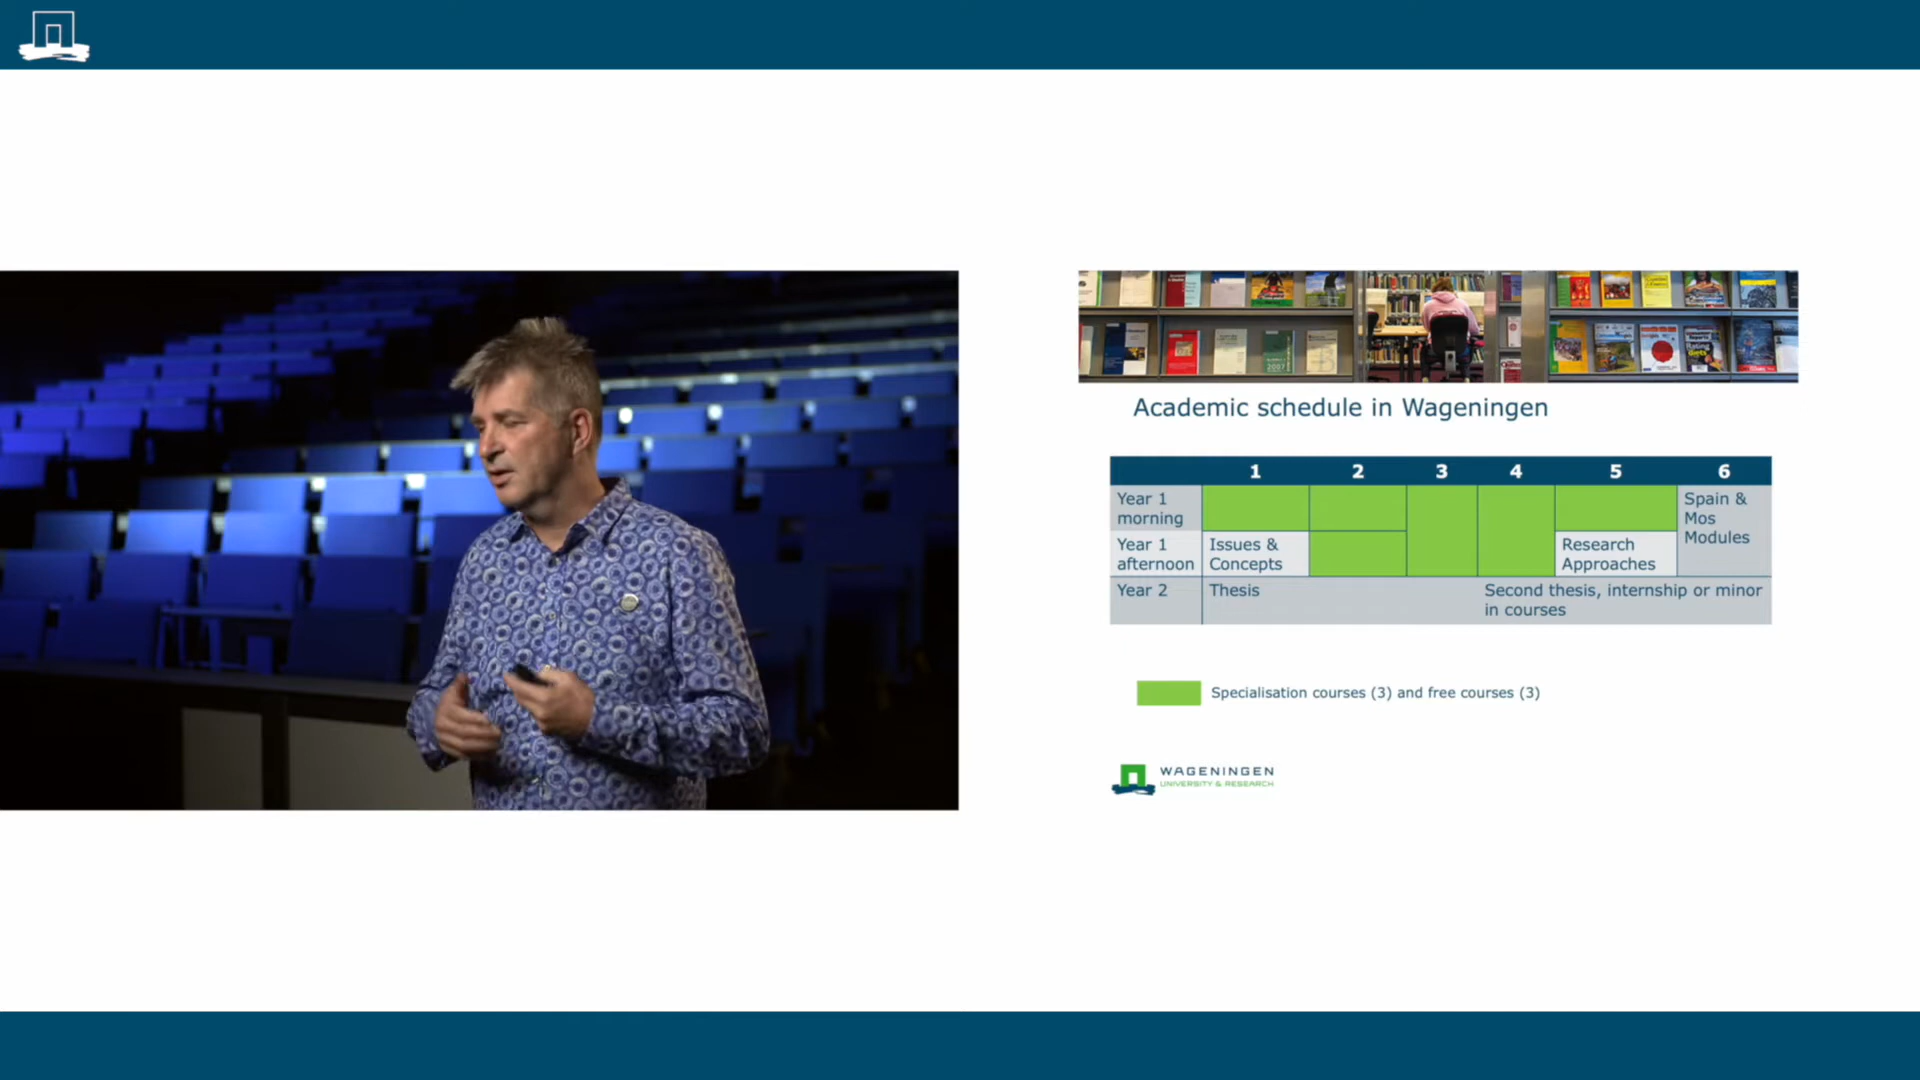 Academic schedule in Wageningen
1 2 3 4 5 6
Year 1
morning
Spain &
Mos
Modules
Year 1
afternoon
Issues &
Concepts
Research
Approaches
Year 2
Thesis
Second thesis, internship or minor
in courses
Specialisation courses (3) and free courses (3)
WAGENINGEN
UNIVERSITY & RESEARCH